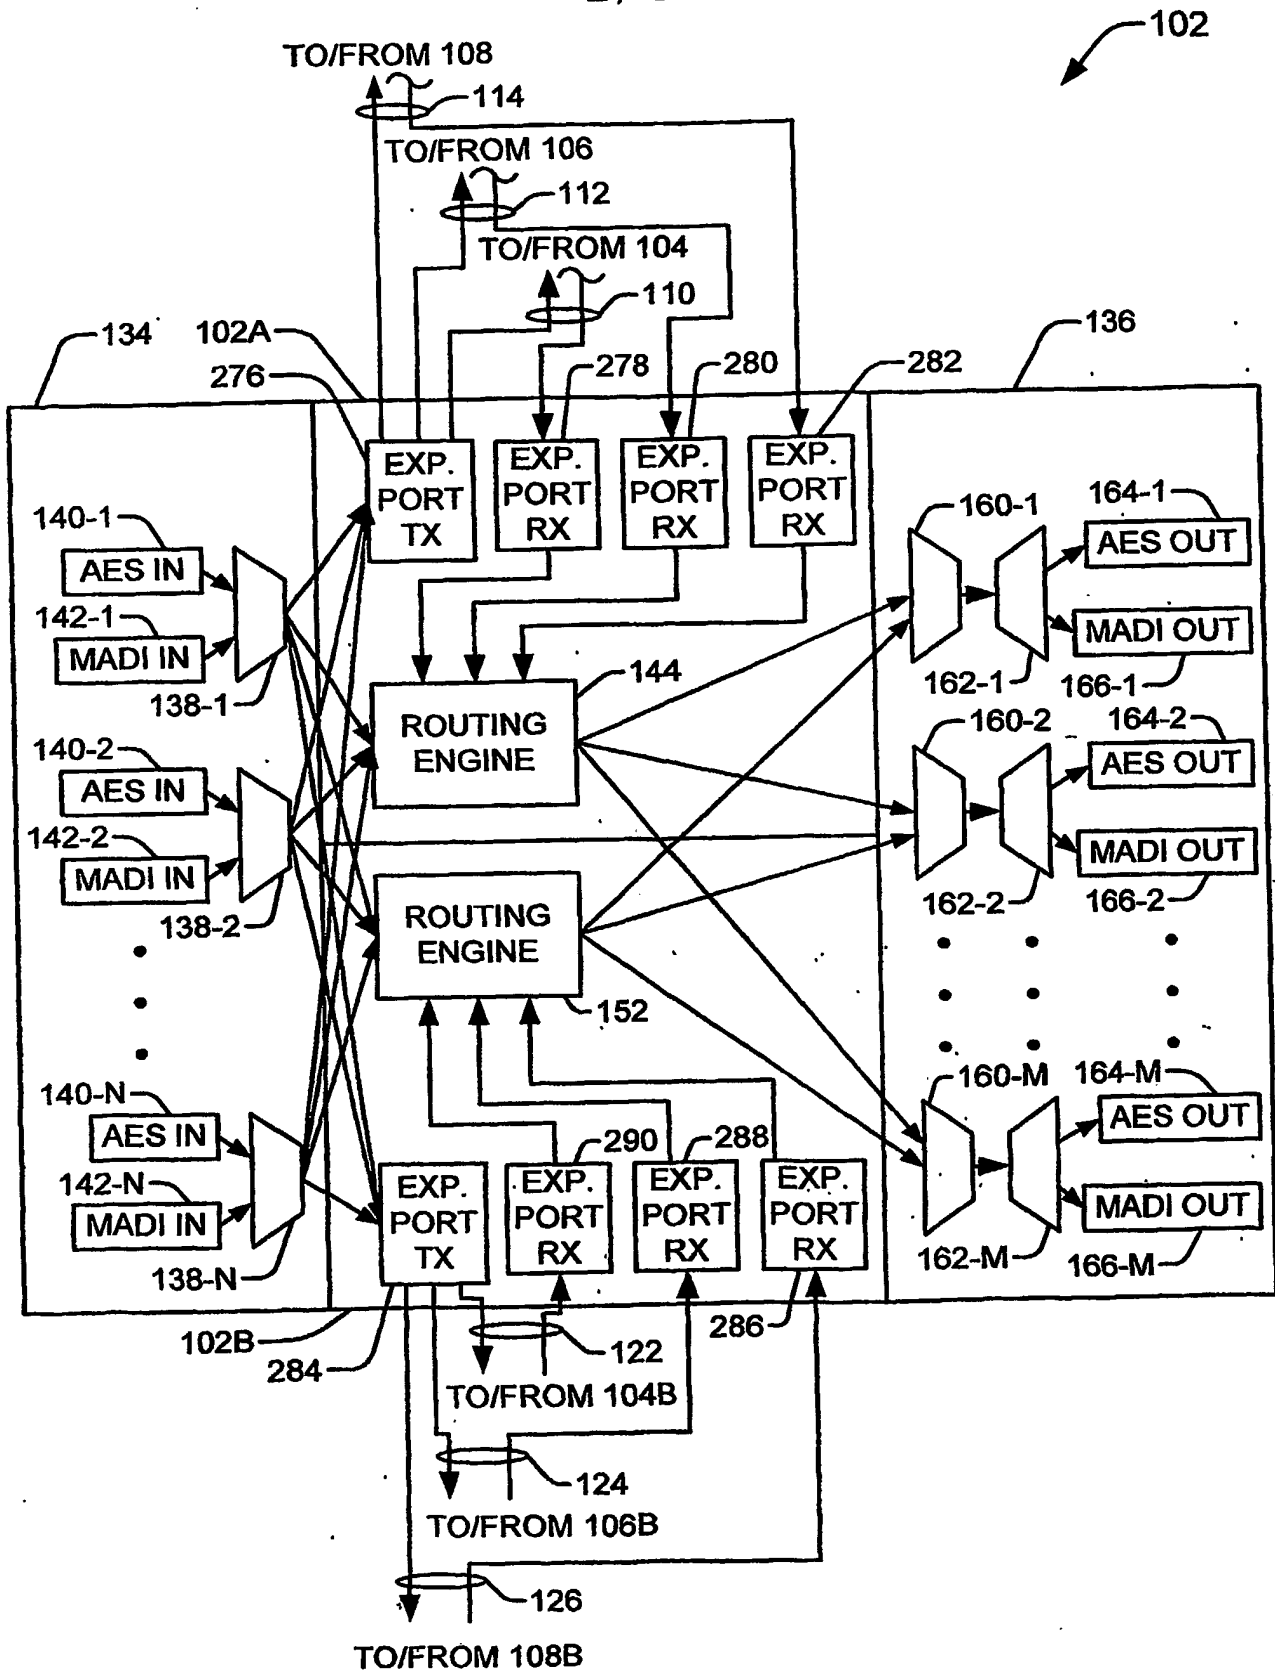 102
TO/FROM 108
114
TO/FROM 106
112
TO/FROM 104
110
134
102A
136
276
278
280
282
EXP.
PORT
TX
EXP.
PORT
RX
EXP.
PORT
RX
EXP.
PORT
RX
140-1
AES IN
142-1
MADI IN
138-1
160-1
164-1
AES OUT
MADI OUT
162-1
166-1
144
ROUTING
ENGINE
140-2
AES IN
142-2
MADI IN
138-2
160-2
164-2
AES OUT
MADI OUT
162-2
166-2
ROUTING
ENGINE
152
140-N
AES IN
142-N
MADI IN
138-N
160-M
164-M
AES OUT
MADI OUT
162-M
166-M
290
288
EXP.
PORT
TX
EXP.
PORT
RX
EXP.
PORT
RX
EXP.
PORT
RX
102B
284
122
286
TO/FROM 104B
124
TO/FROM 106B
126
TO/FROM 108B